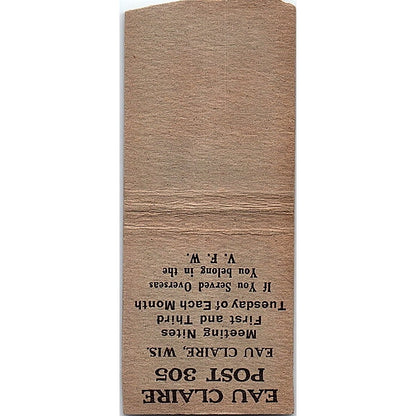 EAU CLAIRE
POST 305
EAU CLAIRE, WIS.
Meeting Nites
First and Third
Tuesday of Each Month
If You Served Overseas
You belong in the
V. F. W.